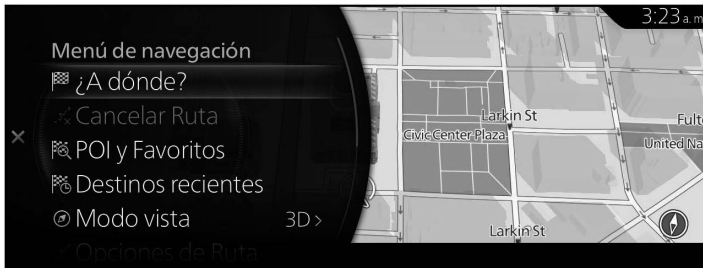 3:23 a. m
Menú de navegación
¿A dónde?
Cancelar Ruta
POI y Favoritos
Destinos recientes
Modo vista 3D >
Opciones de Ruta
Larkin St
Fult
Civic Center Plaza
United Na
Larkin St